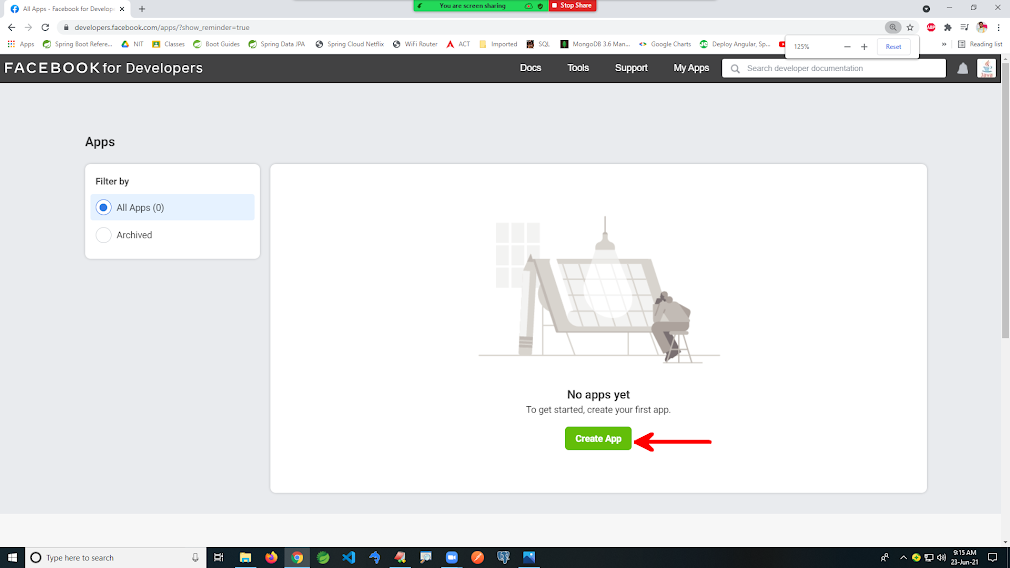 All Apps - Facebook for Develope
You are screen sharing
Stop Share
developers.facebook.com/apps/?show_reminder=true
Apps
Spring Boot Refere...
NIT
Classes
Boot Guides
Spring Data JPA
Spring Cloud Netflix
WiFi Router
ACT
Imported
SQL
MongoDB 3.6 Man...
Google Charts
Deploy Angular, Sp...
Reading list
125%
Reset
FACEBOOK for Developers
Docs
Tools
Support
My Apps
Search developer documentation
Apps
Filter by
All Apps (0)
Archived
No apps yet
To get started, create your first app.
Create App
Type here to search
9:15 AM
23-Jun-21